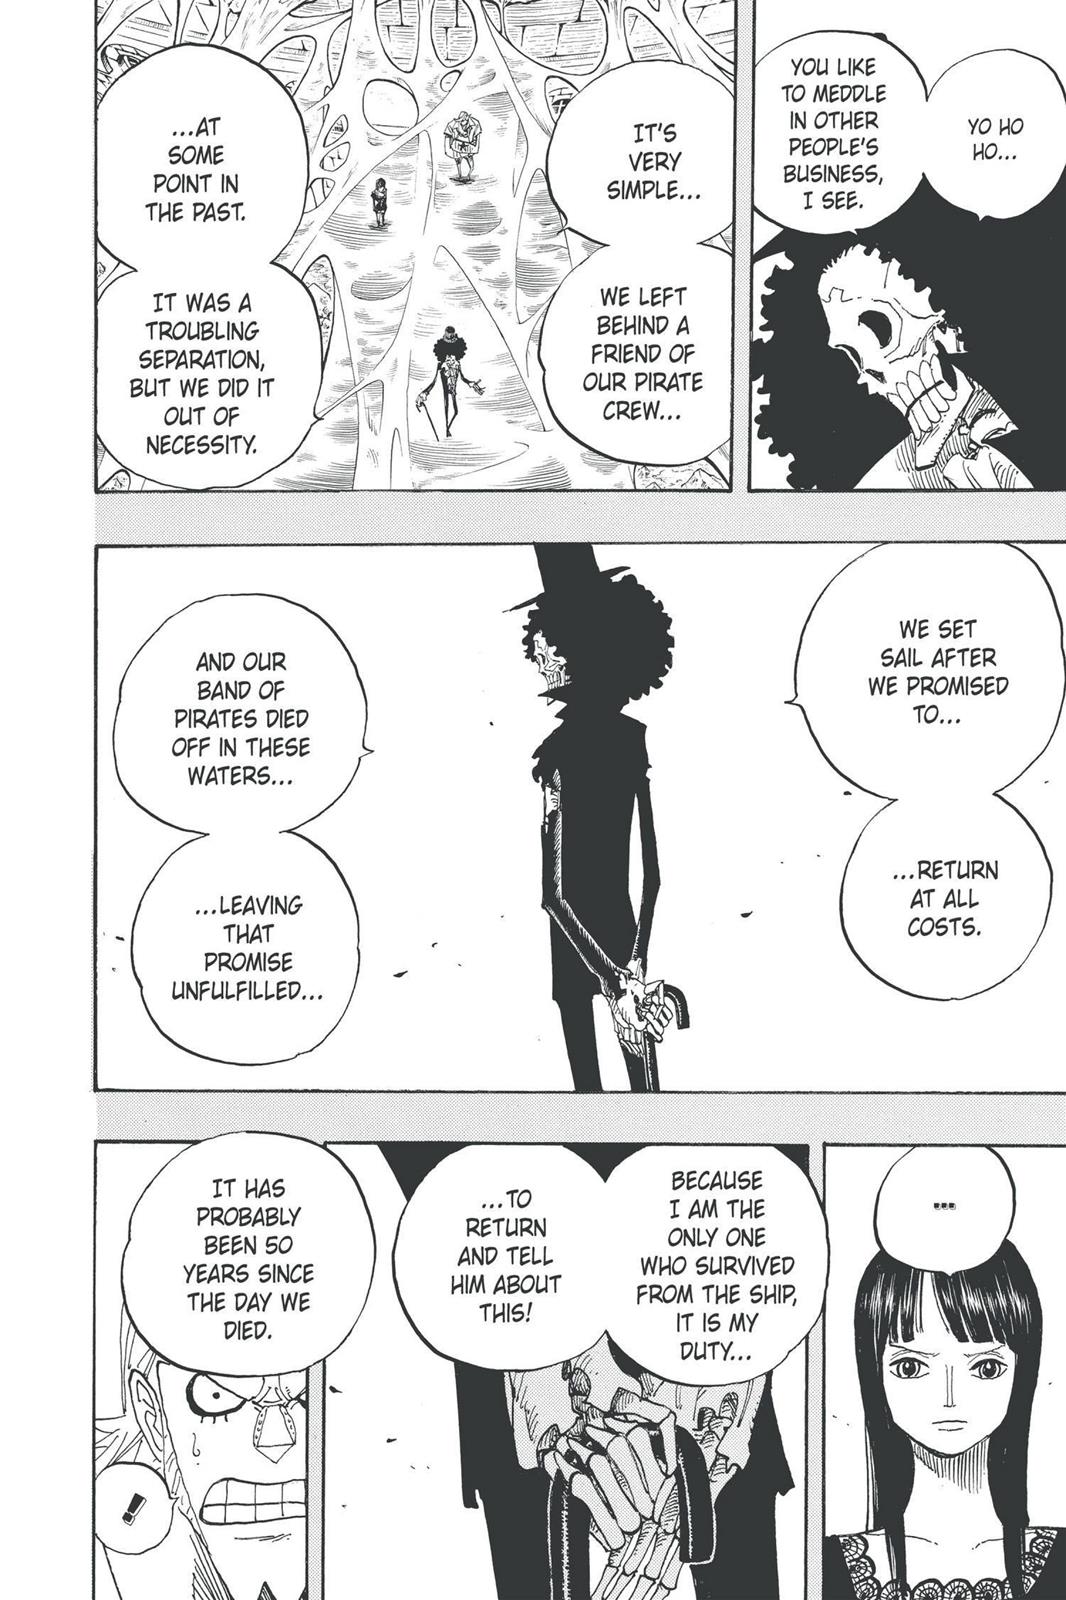 YO HO
HO...
YOU LIKE
TO MEDDLE
IN OTHER
PEOPLE'S
BUSINESS,
I SEE.
IT'S
VERY
SIMPLE...
WE LEFT
BEHIND A
FRIEND OF
OUR PIRATE
CREW...
...AT
SOME
POINT IN
THE PAST.
IT WAS A
TROUBLING
SEPARATION,
BUT WE DID IT
OUT OF
NECESSITY.
WE SET
SAIL AFTER
WE PROMISED
TO...
...RETURN
AT ALL
COSTS.
AND OUR
BAND OF
PIRATES DIED
OFF IN THESE
WATERS...
...LEAVING
THAT
PROMISE
UNFULFILLED...
...
BECAUSE
I AM THE
ONLY ONE
WHO SURVIVED
FROM THE SHIP,
IT IS MY
DUTY...
...TO
RETURN
AND TELL
HIM ABOUT
THIS!
IT HAS
PROBABLY
BEEN 50
YEARS SINCE
THE DAY WE
DIED.
!